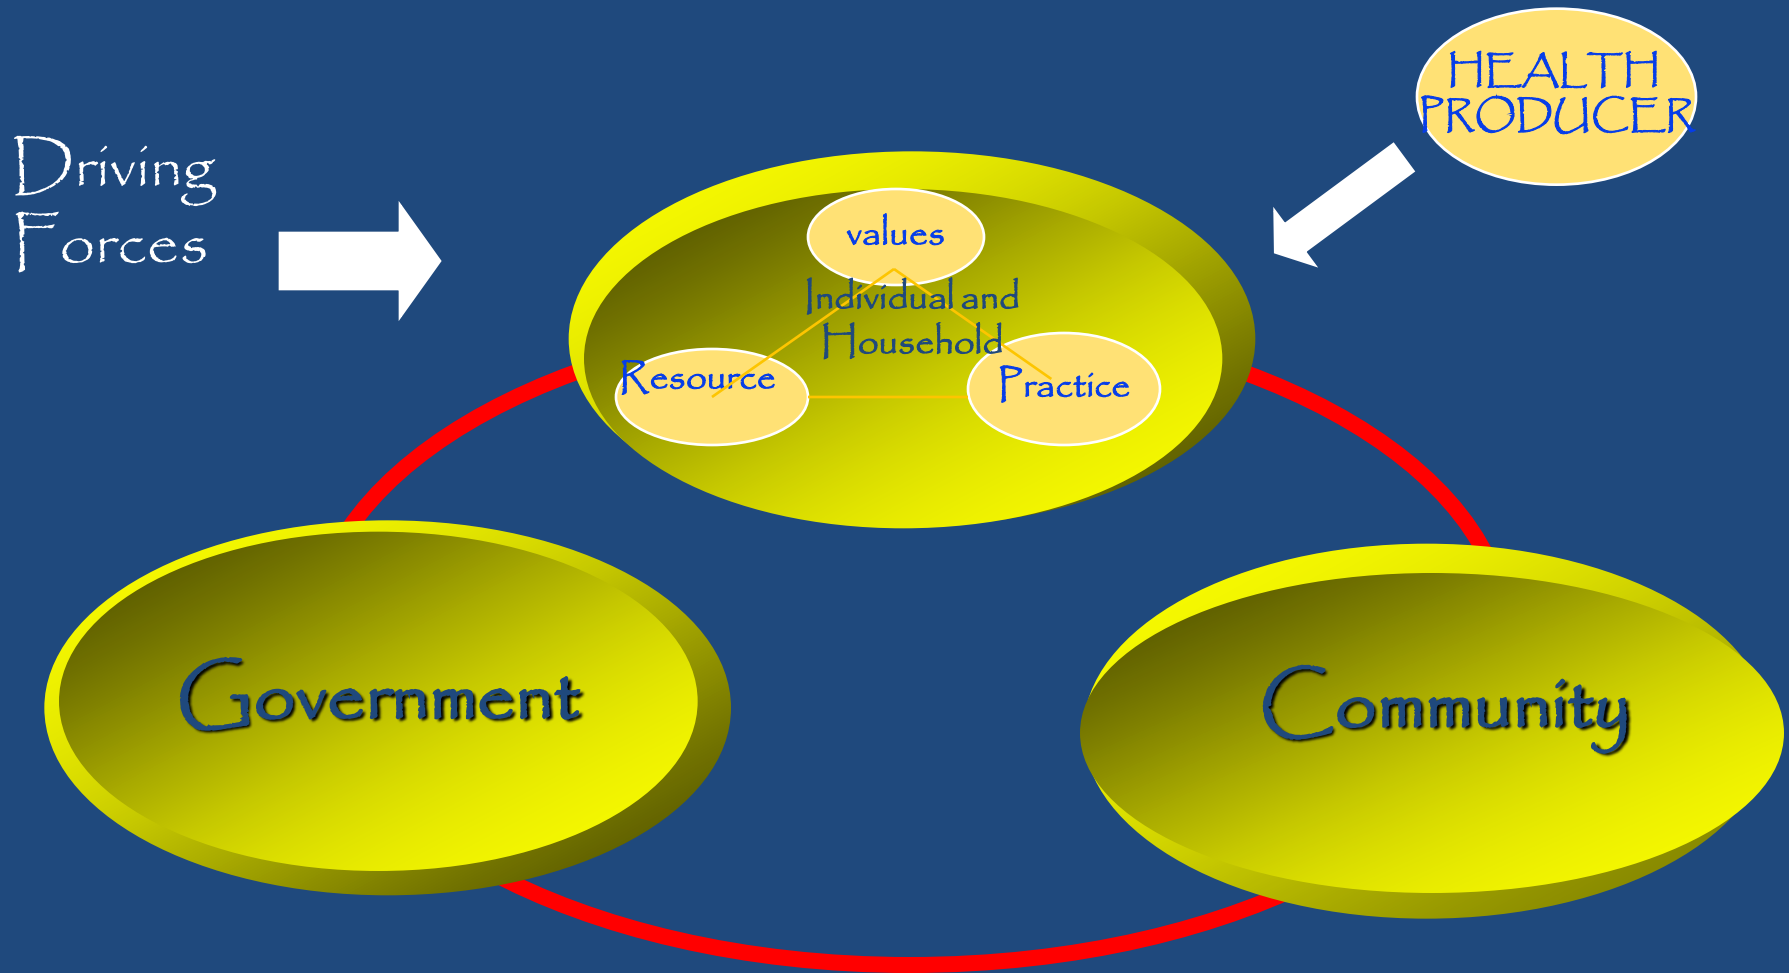 HEALTH
PRODUCER
Driving
Forces
values
Individual and
Household
Resource
Practice
Government
Community